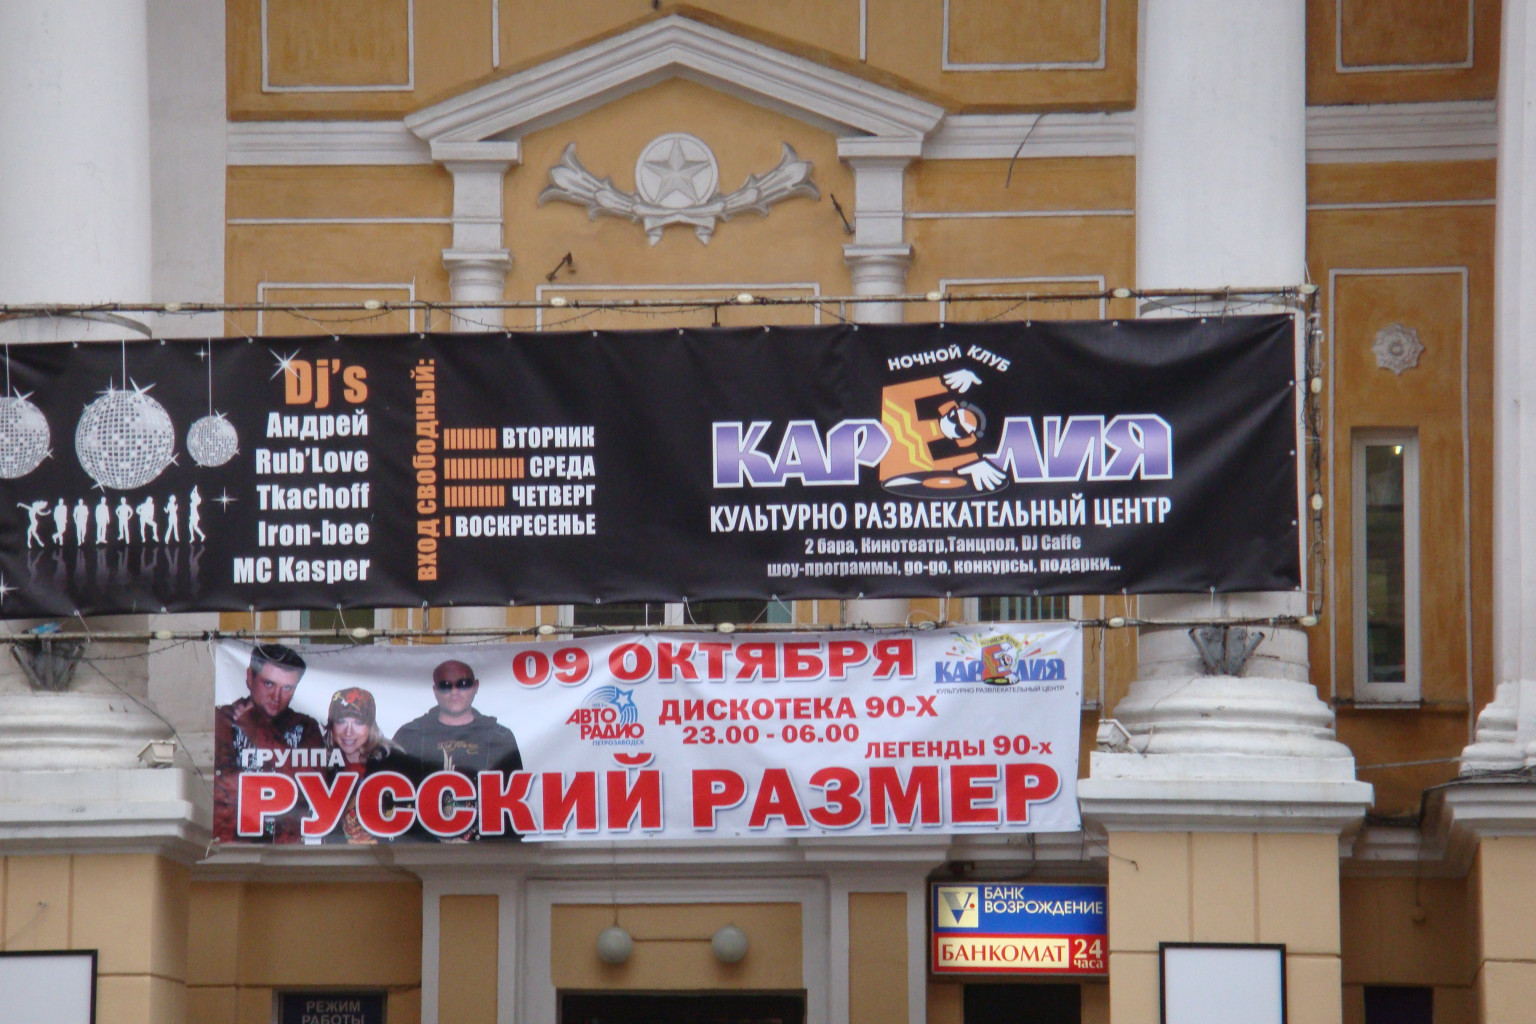 Dj's
Андрей
Rub'Love
Tkachoff
Iron-bee
MC Kasper
ВХОД СВОБОДНЫЙ:
ВТОРНИК
СРЕДА
ЧЕТВЕРГ
ВОСКРЕСЕНЬЕ
НОЧНОЙ КЛУБ
КАРЕЛИЯ
КУЛЬТУРНО РАЗВЛЕКАТЕЛЬНЫЙ ЦЕНТР
2 бара, Кинотеатр,Танцпол, DJ Caffe
шоу-программы, go-go, конкурсы, подарки...
09 ОКТЯБРЯ
КАРЕЛИЯ
КУЛЬТУРНО РАЗВЛЕКАТЕЛЬНЫЙ ЦЕНТР
АВТО
РАДИО
ПЕТРОЗАВОДСК
ДИСКОТЕКА 90-Х
23.00 - 06.00
ЛЕГЕНДЫ 90-х
ГРУППА
РУССКИЙ РАЗМЕР
БАНК
ВОЗРОЖДЕНИЕ
БАНКОМАТ 24 часа
РЕЖИМ
РАБОТЫ